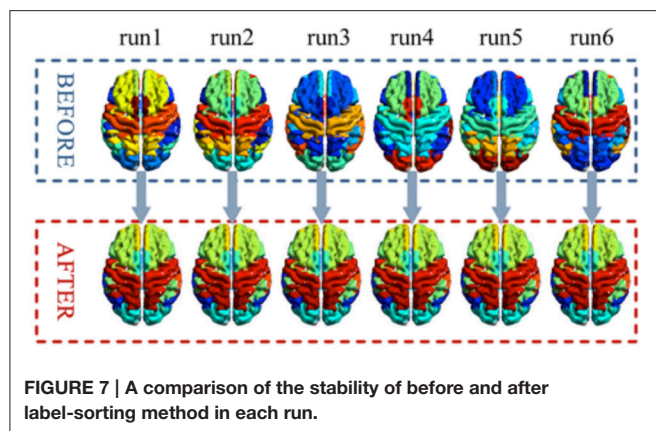 run1 run2 run3 run4 run5 run6
BEFORE
AFTER
FIGURE 7 | A comparison of the stability of before and after
label-sorting method in each run.